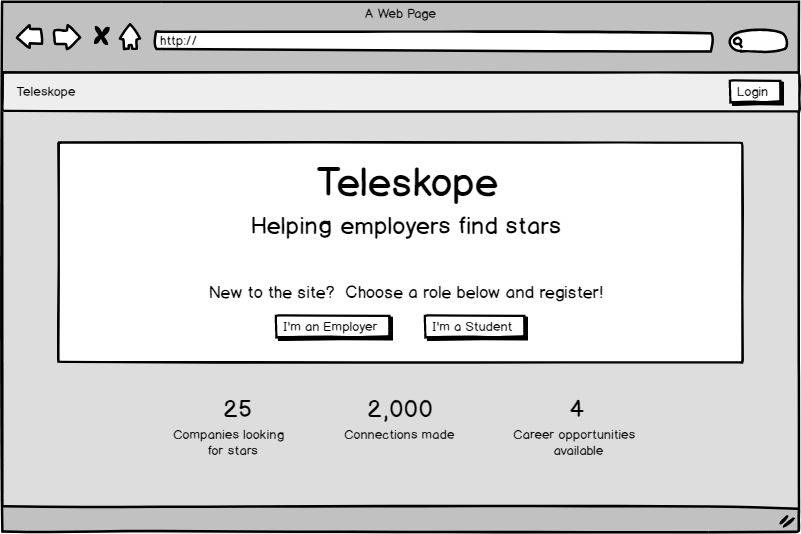 A Web Page
http://
Teleskope
Login
Teleskope
Helping employers find stars
New to the site? Choose a role below and register!
I'm an Employer
I'm a Student
25
Companies looking
for stars
2,000
Connections made
4
Career opportunities
available